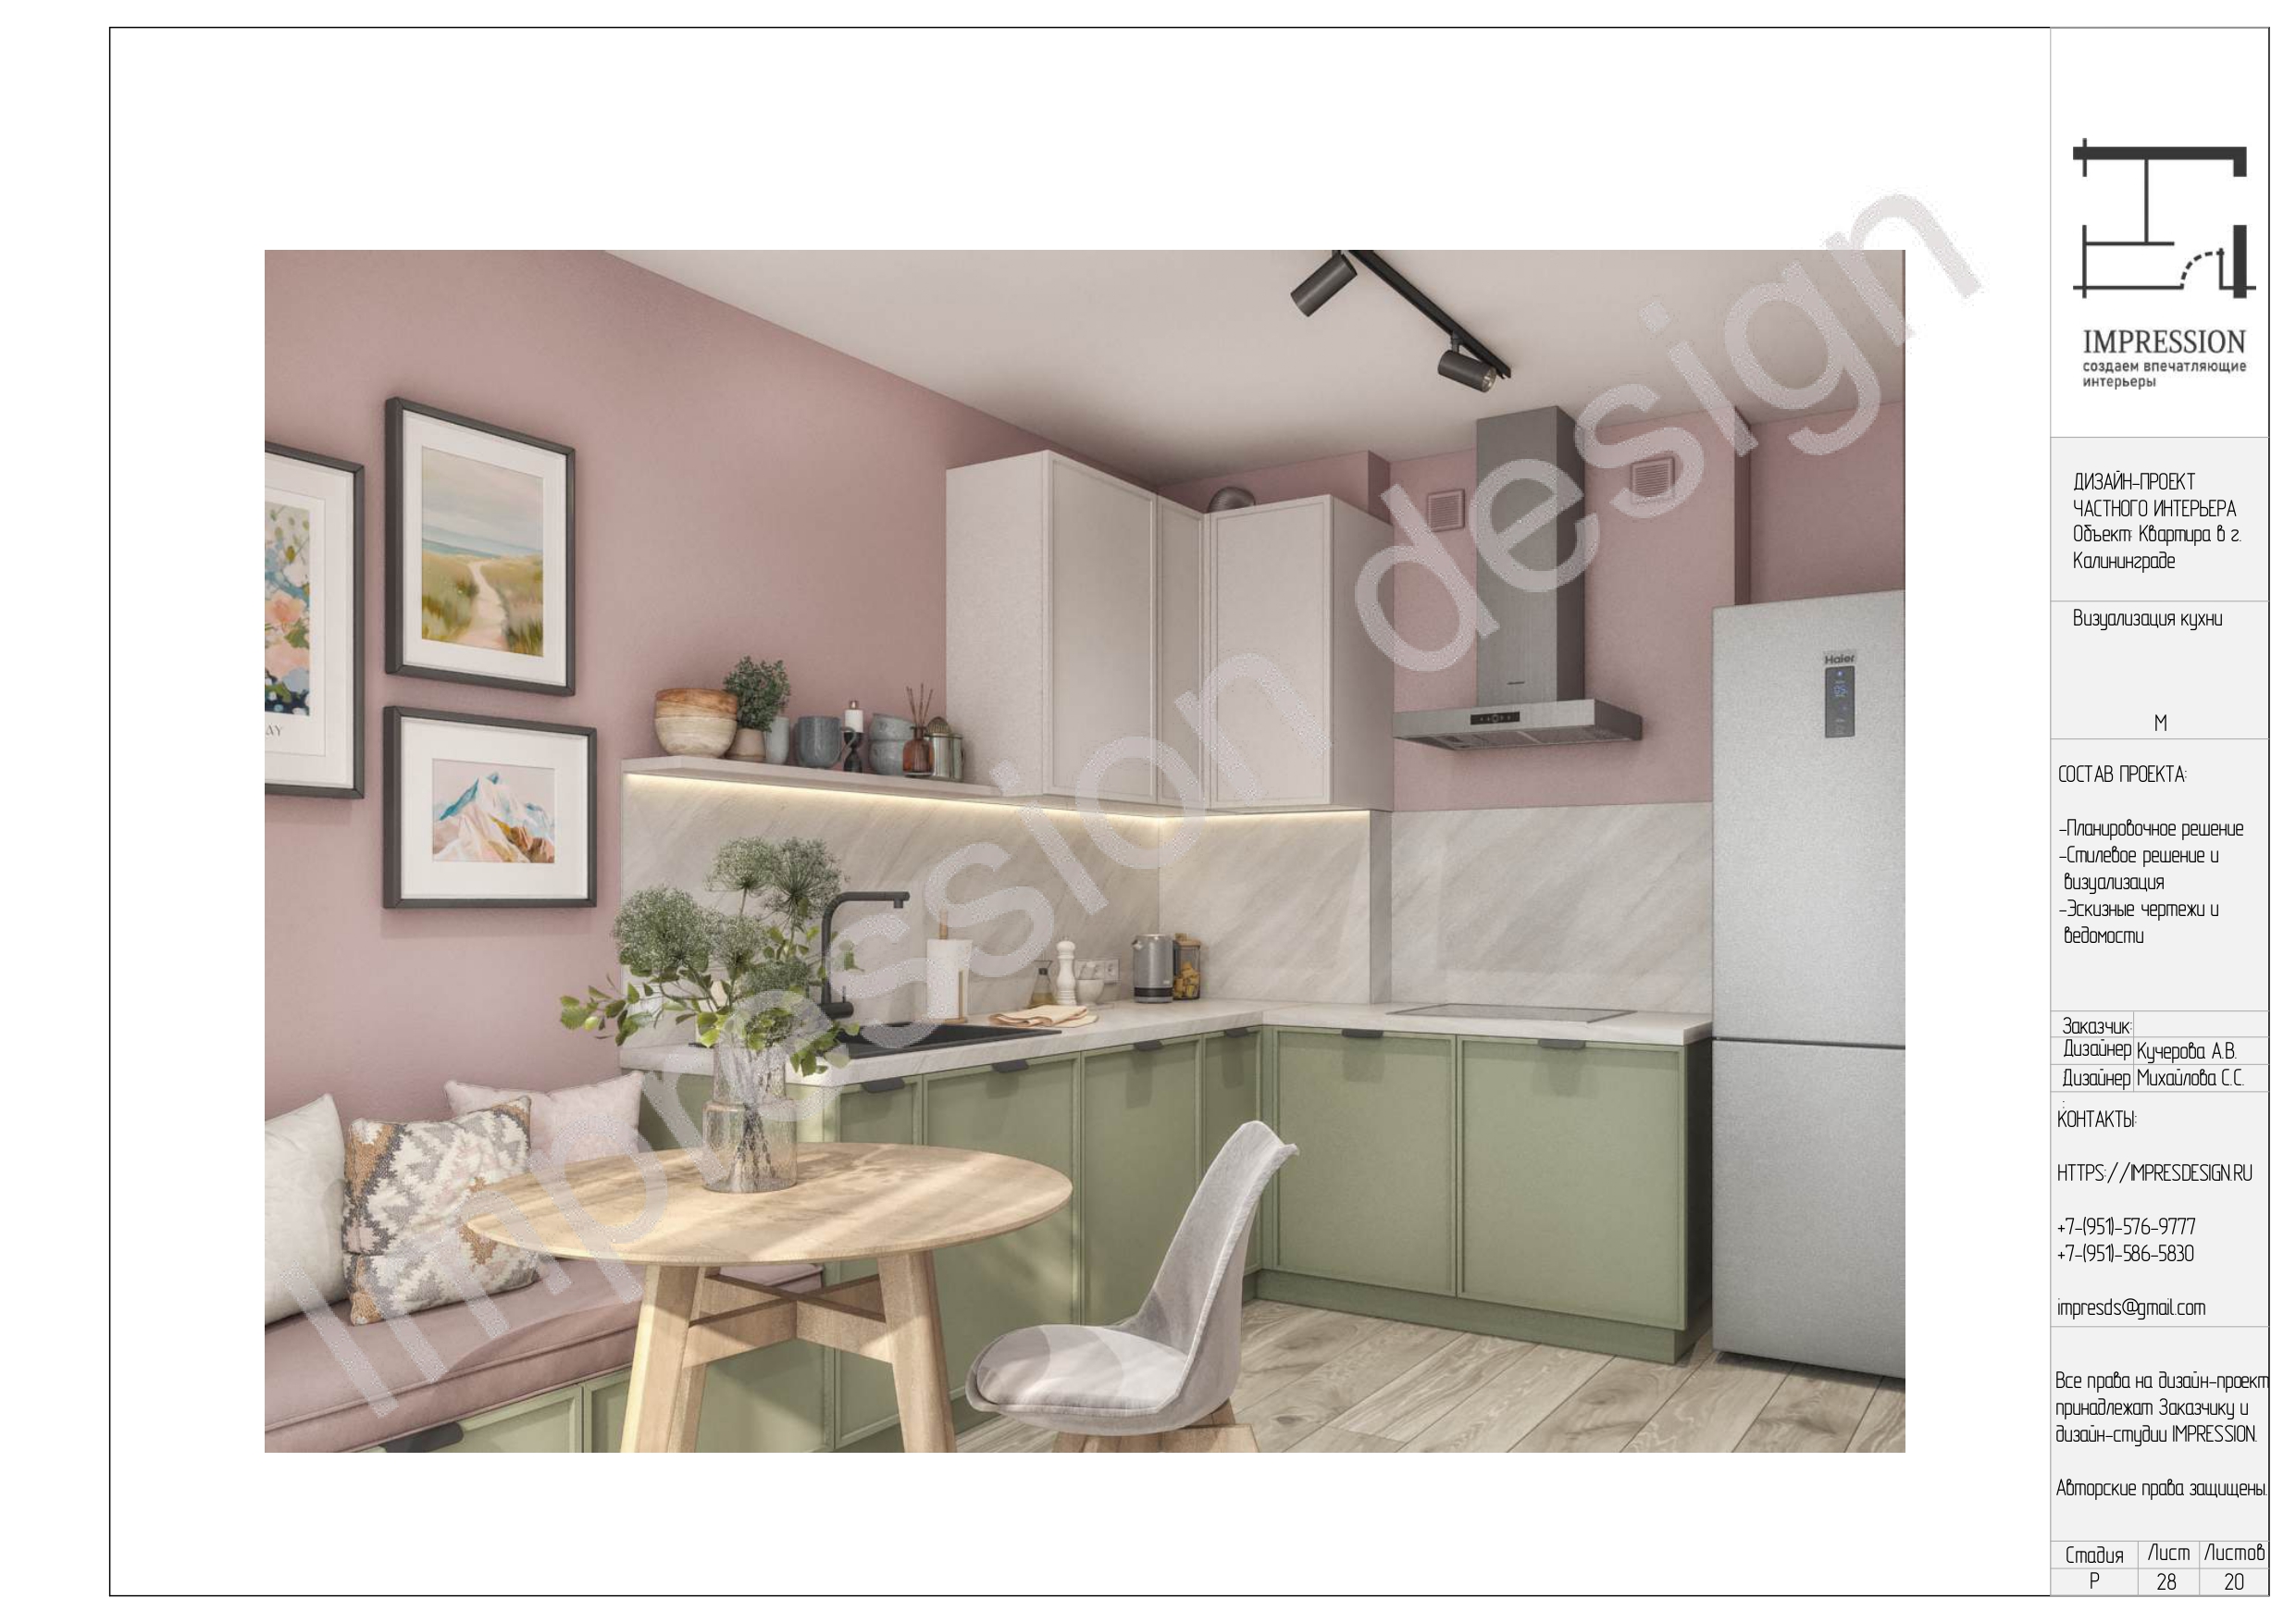 Impression design
AY
Haier
IMPRESSION
создаем впечатляющие
интерьеры
ДИЗАЙН-ПРОЕКТ
ЧАСТНОГО ИНТЕРЬЕРА
Объект: Квартира в г.
Калининграде
Визуализация кухни
М
СОСТАВ ПРОЕКТА:
-Планировочное решение
-Стилевое решение и
визуализация
-Эскизные чертежи и
ведомости
Заказчик:
Дизайнер Кучерова А.В.
Дизайнер Михайлова С.С.
:
КОНТАКТЫ:
HTTPS://IMPRESDESIGN.RU
+7-(951)-576-9777
+7-(951)-586-5830
impresds@gmail.com
Все права на дизайн-проект
принадлежат Заказчику и
дизайн-студии IMPRESSION.
Авторские права защищены.
Стадия Лист Листов
Р 28 20